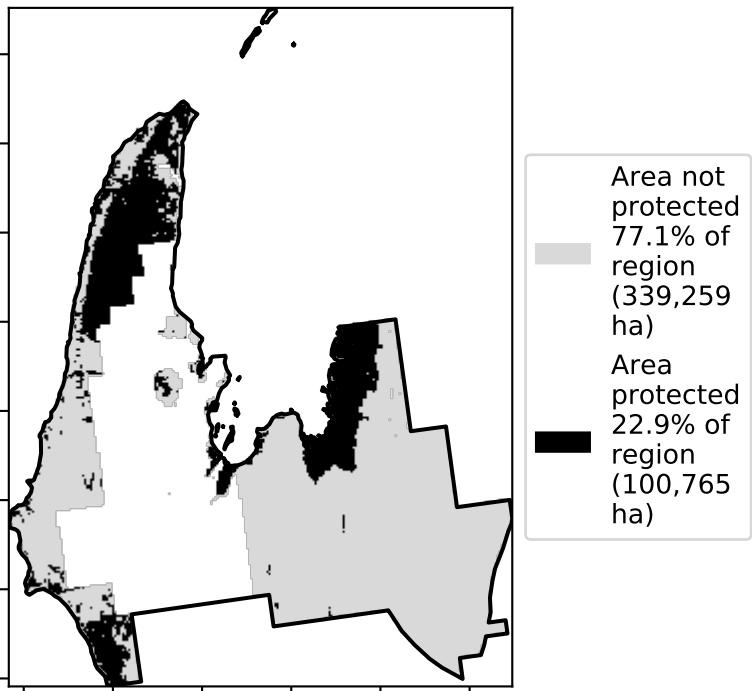 Area not
protected
77.1% of
region
(339,259
ha)
Area
protected
22.9% of
region
(100,765
ha)